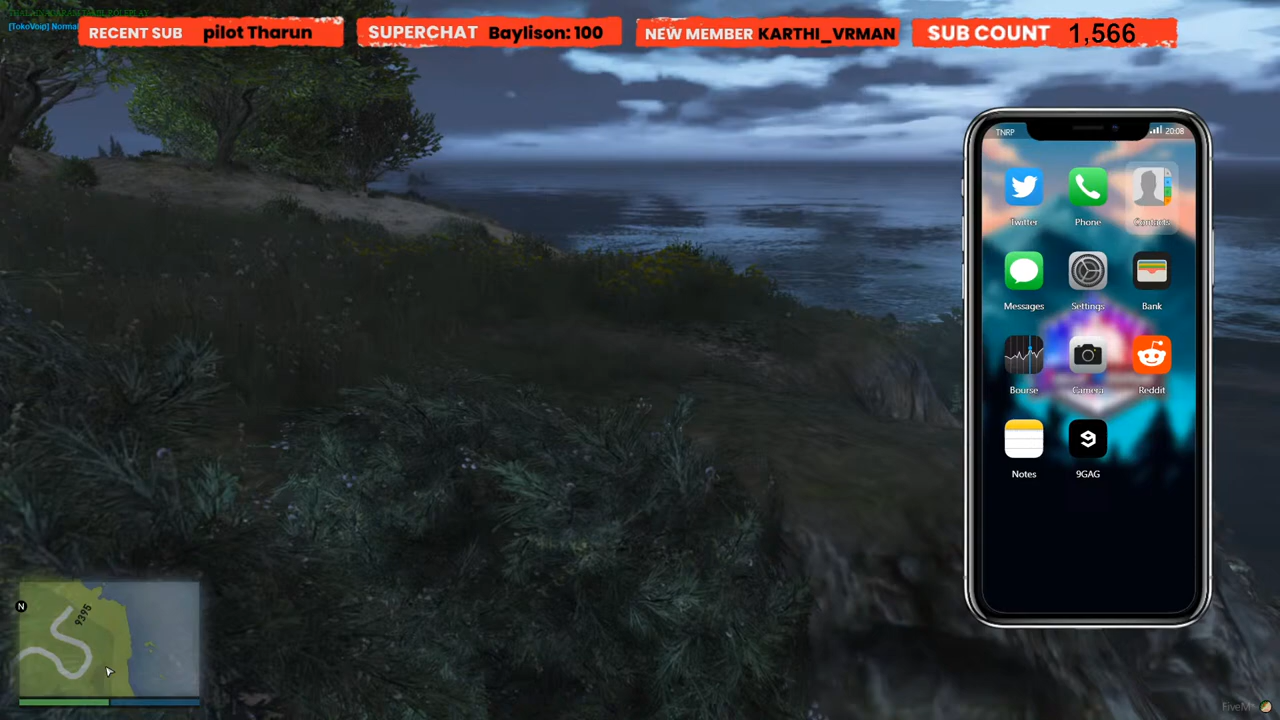 [TokoVoip] Normal
RECENT SUB pilot Tharun
SUPERCHAT Baylison: 100
NEW MEMBER KARTHI_VRMAN
SUB COUNT 1,566
TNRP 20:08
Twitter Phone Contacts
Messages Settings Bank
Bourse Camera Reddit
Notes 9GAG
N
9395
FiveM